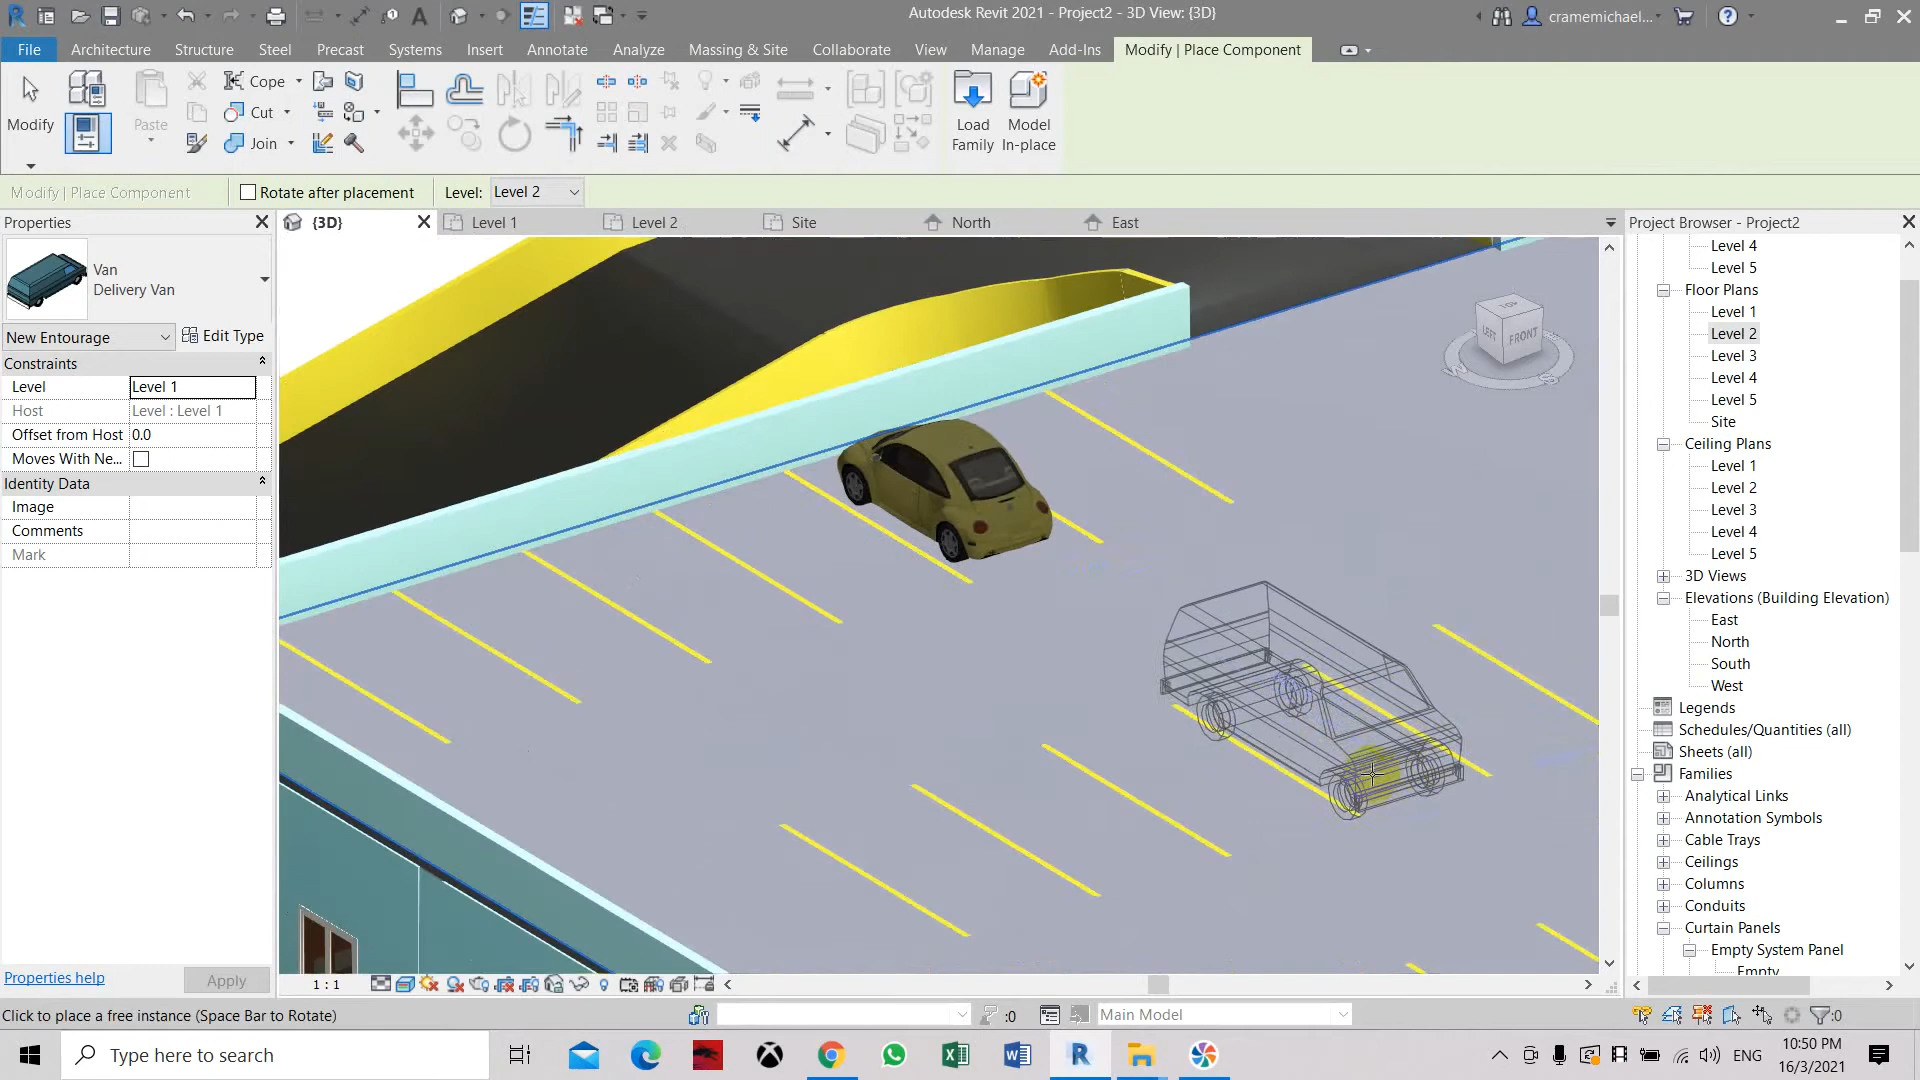 Autodesk Revit 2021 - Project2 - 3D View: {3D}
cramemichael...
File Architecture Structure Steel Precast Systems Insert Annotate Analyze Massing & Site Collaborate View Manage Add-Ins Modify | Place Component
Modify
Paste
Cope
Cut
Join
Load Family
Model In-place
Modify | Place Component
Rotate after placement
Level: Level 2
Properties
{3D}
Level 1
Level 2
Site
North
East
Project Browser - Project2
Van
Delivery Van
New Entourage
Edit Type
Constraints
Level Level 1
Host Level : Level 1
Offset from Host 0.0
Moves With Ne...
Identity Data
Image
Comments
Mark
TOP
LEFT
FRONT
W
S
Level 4
Level 5
Floor Plans
Level 1
Level 2
Level 3
Level 4
Level 5
Site
Ceiling Plans
Level 1
Level 2
Level 3
Level 4
Level 5
3D Views
Elevations (Building Elevation)
East
North
South
West
Legends
Schedules/Quantities (all)
Sheets (all)
Families
Analytical Links
Annotation Symbols
Cable Trays
Ceilings
Columns
Conduits
Curtain Panels
Empty System Panel
Empty
Properties help
Apply
1 : 1
Click to place a free instance (Space Bar to Rotate)
:0
Main Model
:0
Type here to search
ENG
10:50 PM
16/3/2021